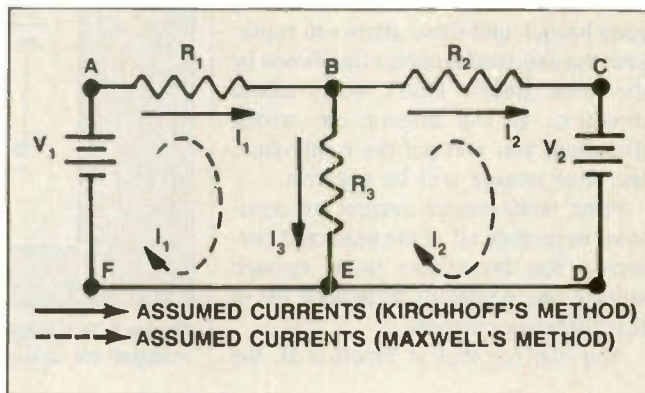 A R₁ B R₂ C
V₁ I₁ I₂ V₂
R₃
I₁ I₃ I₂
F E D
ASSUMED CURRENTS (KIRCHHOFF'S METHOD)
ASSUMED CURRENTS (MAXWELL'S METHOD)